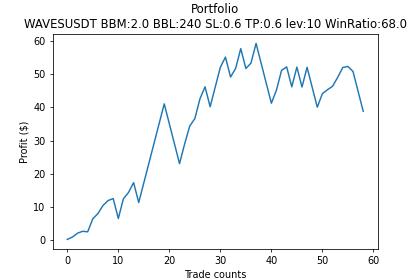 Portfolio
WAVESUSDT BBM:2.0 BBL:240 SL:0.6 TP:0.6 lev:10 WinRatio:68.0
Profit ($)
60
50
40
30
20
10
0
0 10 20 30 40 50 60
Trade counts